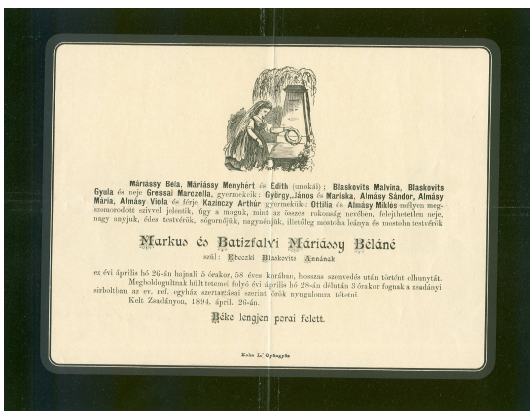 Máriássy Béla, Máriássy Menyhért és Edith (unokái); Blaskovits Malvina, Blaskovits
Gyula és neje Gressai Marczella, gyermekeik: György, János és Mariska, Almásy Sándor, Almásy
Mária, Almásy Viola és férje Kazinczy Arthúr gyermekük: Ottilia és Almásy Miklós mélyen meg-
szomorodott szivvel jelentik, úgy a maguk, mint az összes rokonság nevében, felejthetetlen neje,
nagy anyjuk, édes testvérük, sógornőjük, nagynénjük, illetőleg mostoha leánya és mostoha testvérük
Markus és Batizfalvi Máriássy Béláné
szül: Ebeczki Blaskovits Annának
ez évi április hó 26-án hajnali 5 órakor, 58 éves korában, hosszas szenvedés után történt elhunytát.
Megboldogultnak hült tetemei folyó évi április hó 28-án délután 3 órakor fognak a zsadányi
sirboltban az ev. ref. egyház szertartásai szerint örök nyugalomra tétetni.
Kelt Zsadányon, 1894. ápril. 26-án.
Béke lengjen porai felett.
Kohn L. Gyöngyös